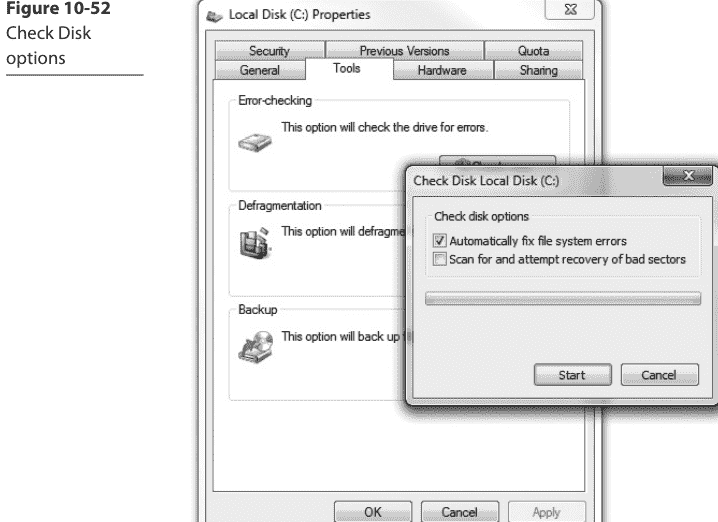 Figure 10-52
Check Disk
options
Local Disk (C:) Properties
Security Previous Versions Quota
General Tools Hardware Sharing
Error-checking
This option will check the drive for errors.
Check Disk Local Disk (C:)
Check disk options
Automatically fix file system errors
Scan for and attempt recovery of bad sectors
Start Cancel
Defragmentation
This option will defragme
Backup
This option will back up
OK Cancel Apply